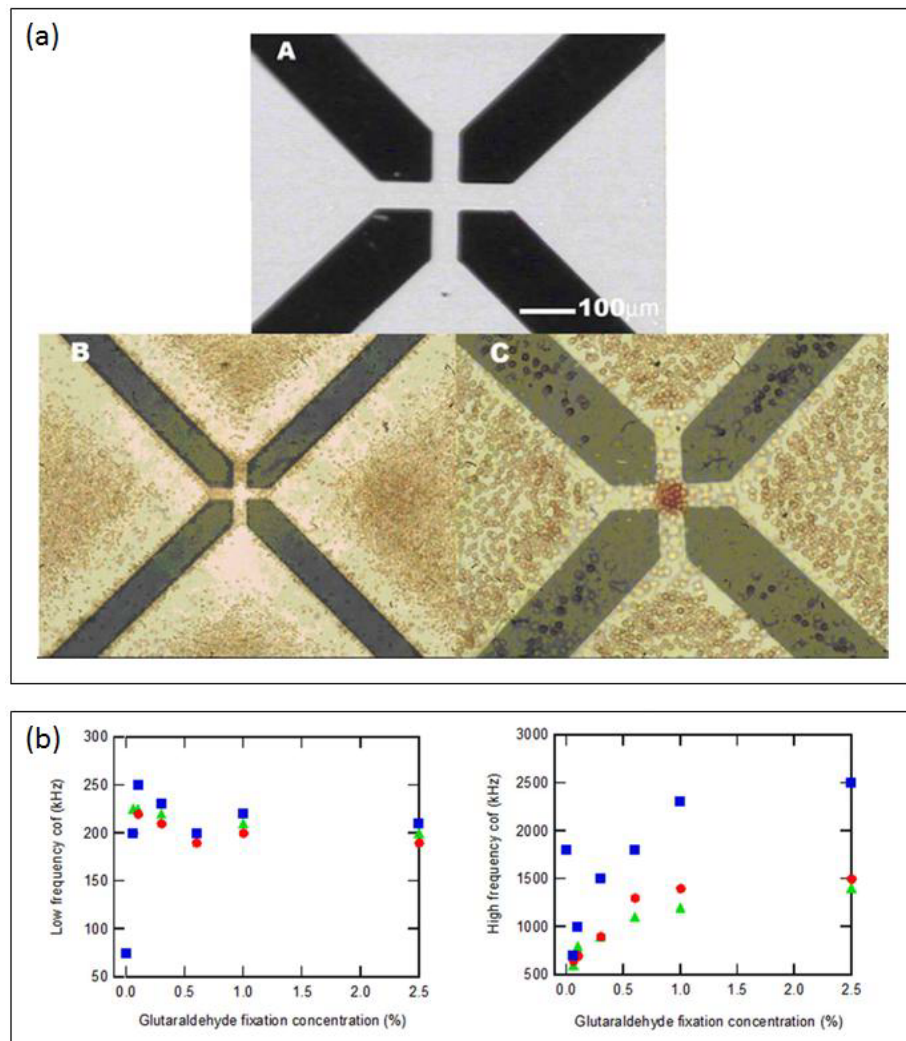 (a)
A
100µm
B
C
(b)
300
250
200
150
100
50
Low frequency cof (kHz)
0.0 0.5 1.0 1.5 2.0 2.5
Glutaraldehyde fixation concentration (%)
3000
2500
2000
1500
1000
500
High frequency cof (kHz)
0.0 0.5 1.0 1.5 2.0 2.5
Glutaraldehyde fixation concentration (%)